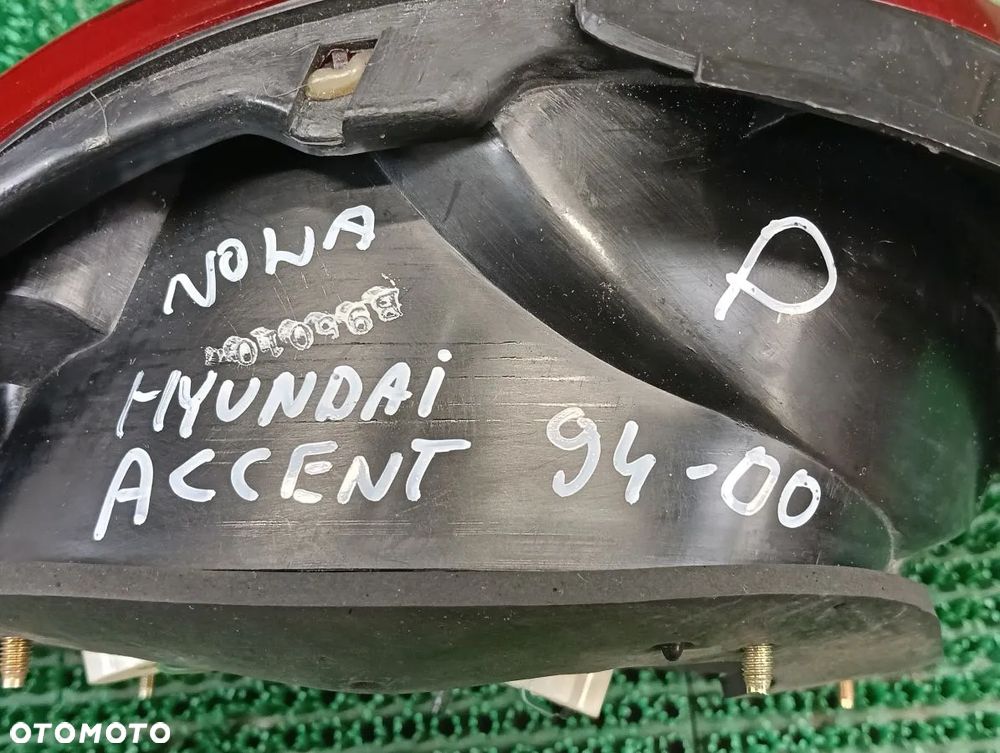 NOWA
HYUNDAi
ACCENT 94-00
P
OTOMOTO